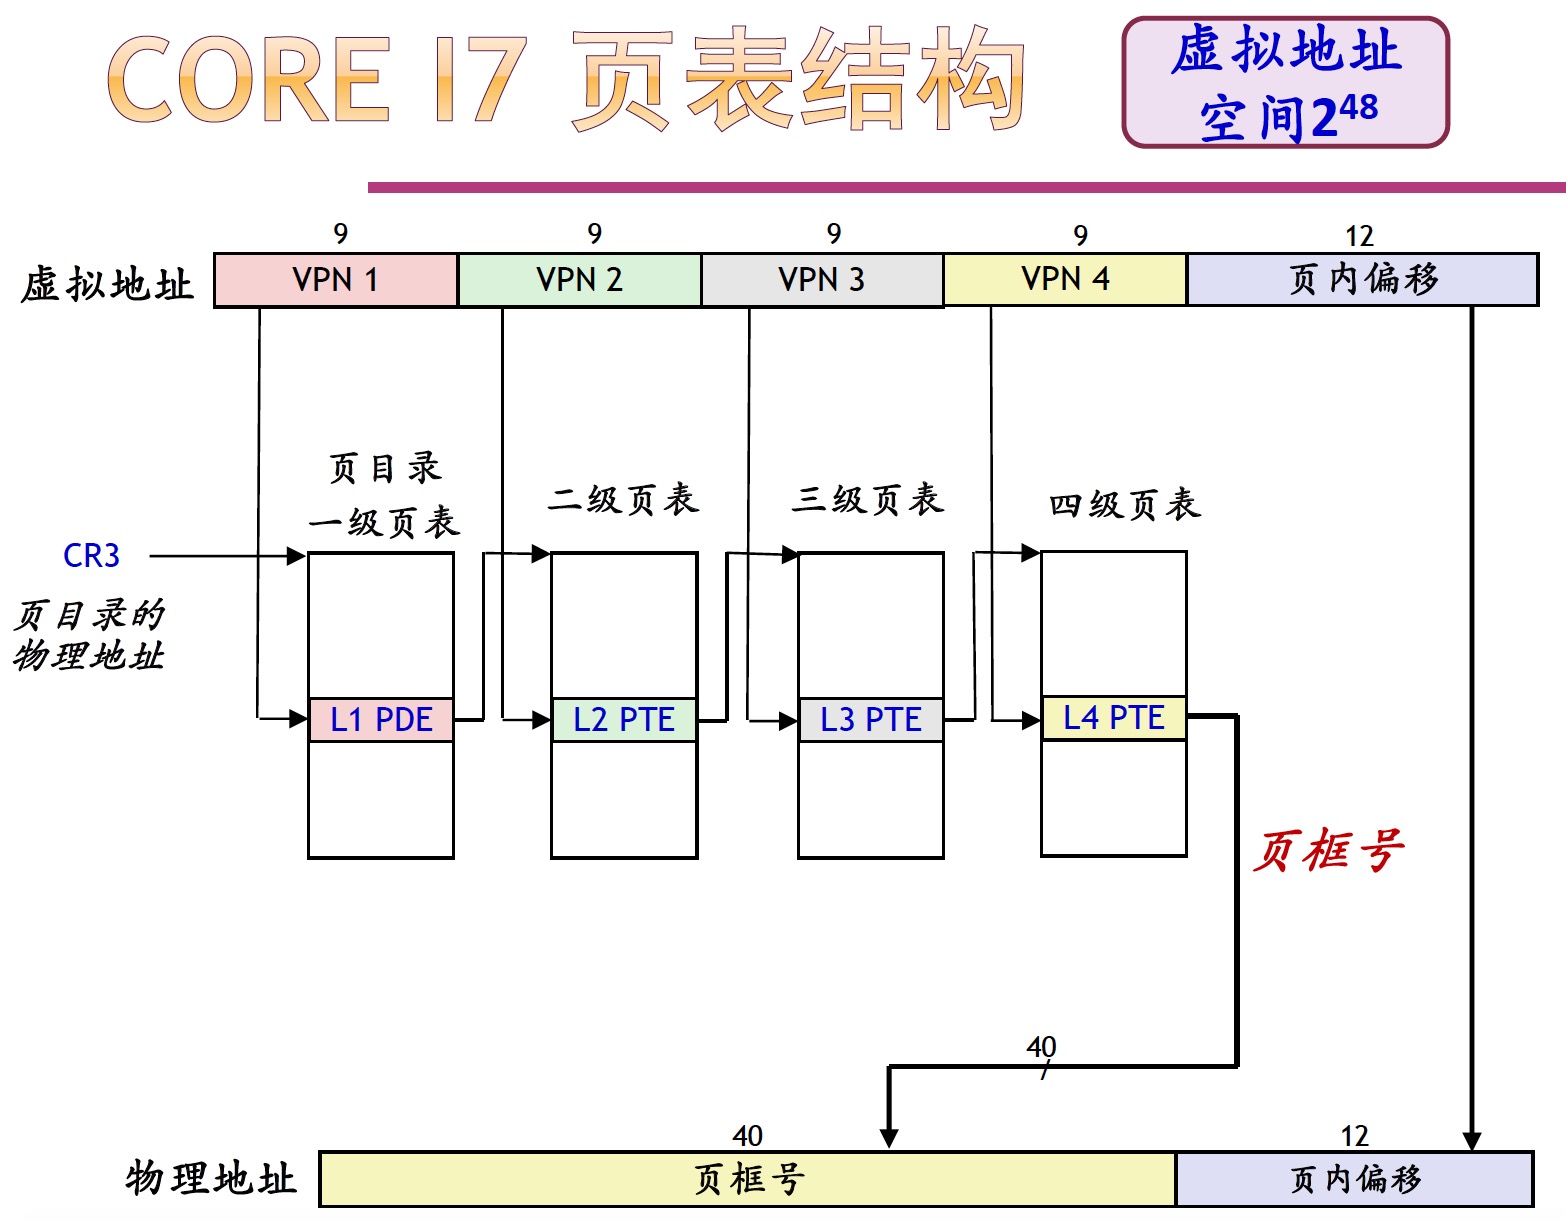 CORE I7 页表结构
虚拟地址
空间2⁴⁸
9
9
9
9
12
虚拟地址
VPN 1
VPN 2
VPN 3
VPN 4
页内偏移
页目录
一级页表
二级页表
三级页表
四级页表
CR3
页目录的
物理地址
L1 PDE
L2 PTE
L3 PTE
L4 PTE
页框号
40
40
12
物理地址
页框号
页内偏移